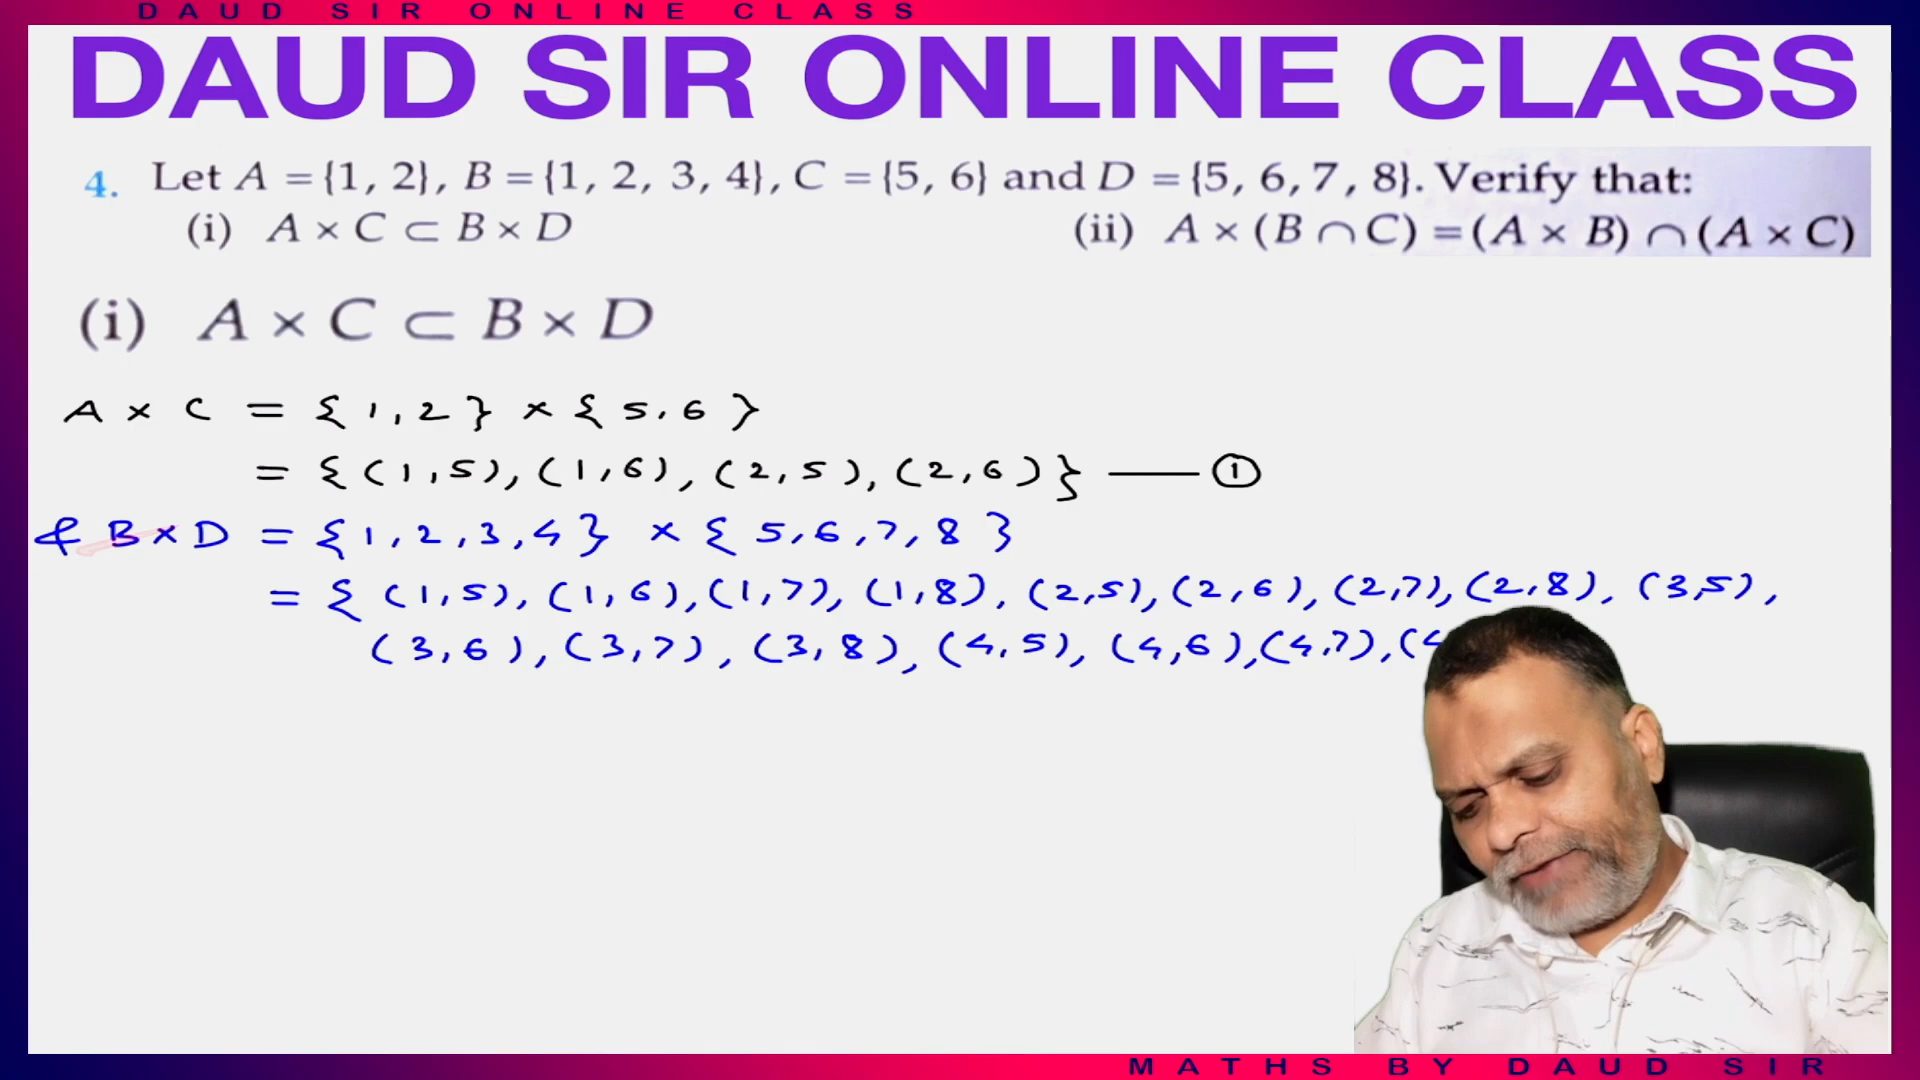 DAUD SIR ONLINE CLASS
DAUD SIR ONLINE CLASS
4. Let A = {1, 2}, B = {1, 2, 3, 4}, C = {5, 6} and D = {5, 6, 7, 8}. Verify that:
(i) A × C ⊂ B × D (ii) A × (B ∩ C) = (A × B) ∩ (A × C)
(i) A × C ⊂ B × D
A × C = {1,2} × {5,6}
= {(1,5), (1,6), (2,5), (2,6)} —— ①
& B × D = {1,2,3,4} × {5,6,7,8}
= {(1,5), (1,6), (1,7), (1,8), (2,5), (2,6), (2,7), (2,8), (3,5),
(3,6), (3,7), (3,8), (4,5), (4,6), (4,7), (4
MATHS BY DAUD SIR